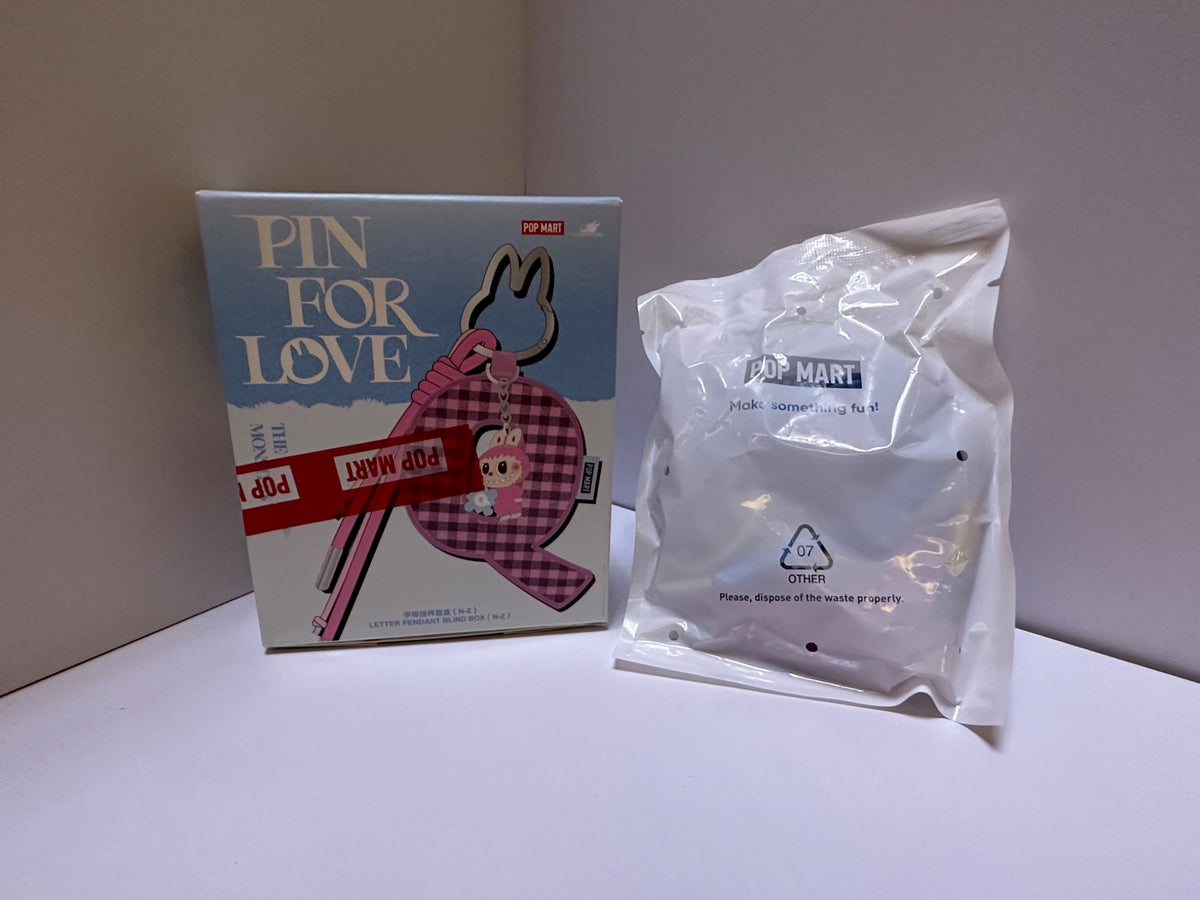 PIN
FOR
LOVE
POP MART
THE
MON
POP M
POP MART
POP MART
Q
字母挂件盲盒 (N-Z)
LETTER PENDANT BLIND BOX (N-Z)
POP MART
Make something fun!
07
OTHER
Please, dispose of the waste properly.